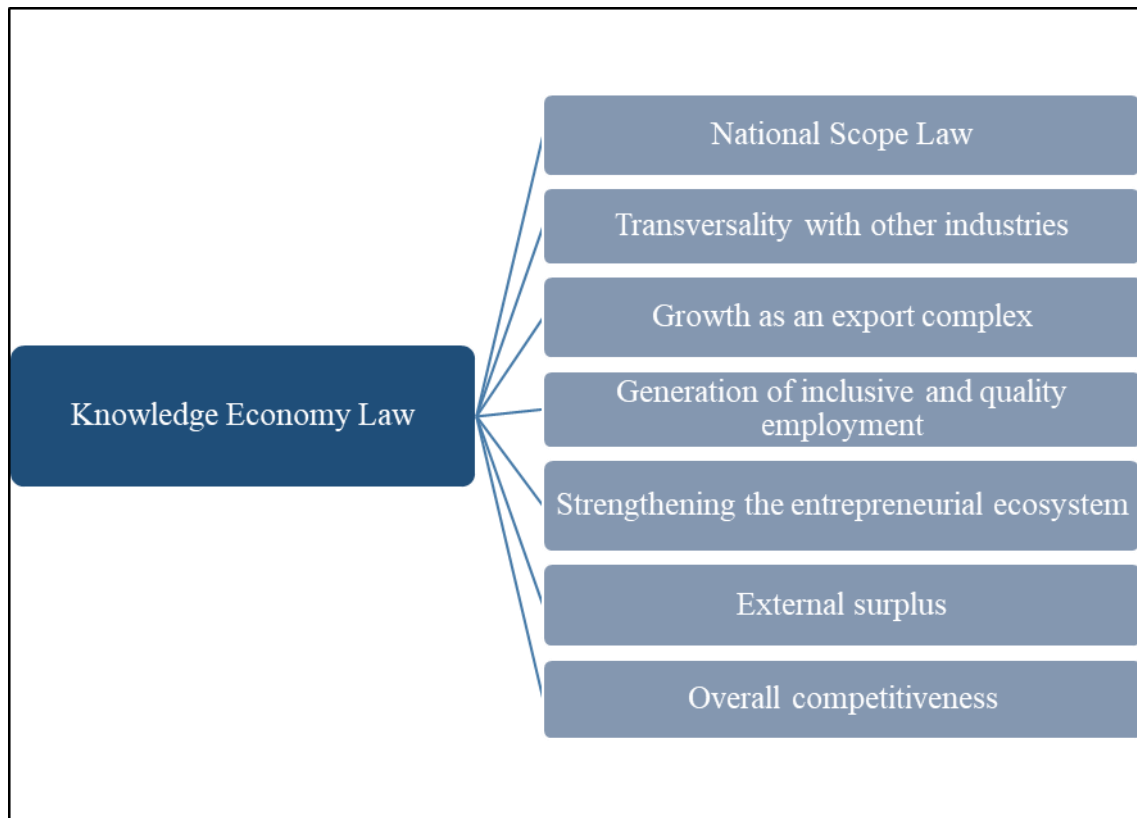 National Scope Law
Transversality with other industries
Growth as an export complex
Knowledge Economy Law
Generation of inclusive and quality
employment
Strengthening the entrepreneurial ecosystem
External surplus
Overall competitiveness